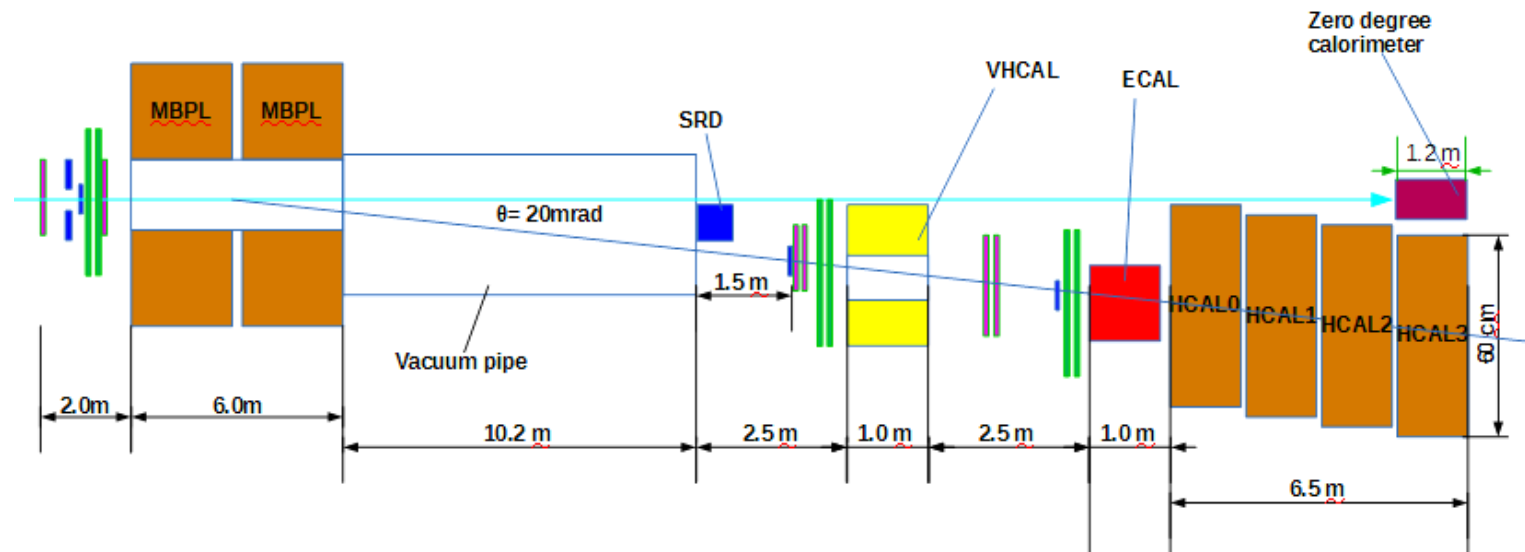 Zero degree
calorimeter
VHCAL
ECAL
MBPL
MBPL
SRD
1.2 m
θ= 20mrad
1.5 m
HCAL0
HCAL1
HCAL2
HCAL3
60 cm
Vacuum pipe
2.0m
6.0m
10.2 m
2.5 m
1.0 m
2.5 m
1.0 m
6.5 m